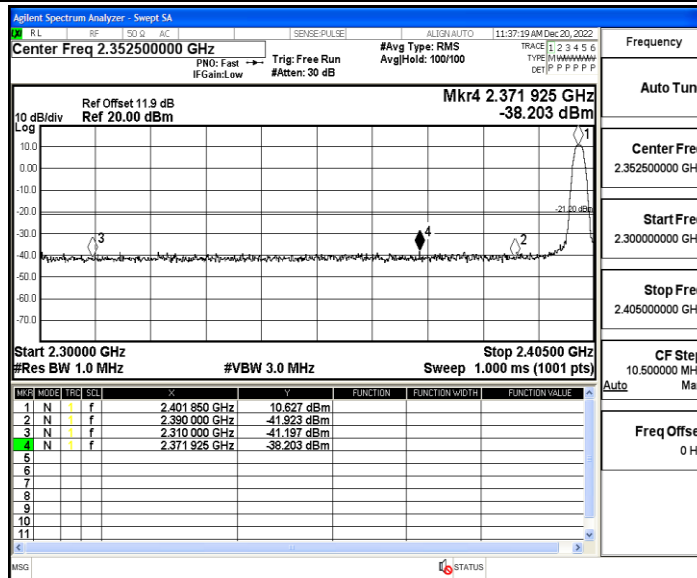 Agilent Spectrum Analyzer - Swept SA
RL RF 50 Ω AC SENSE:PULSE ALIGN AUTO 11:37:19 AM Dec 20, 2022
Center Freq 2.352500000 GHz
PNO: Fast Trig: Free Run
IFGain:Low #Atten: 30 dB
#Avg Type: RMS
Avg|Hold: 100/100
TRACE 1 2 3 4 5 6
TYPE M W W W W W
DET P P P P P P
Frequency
Auto Tun
Mkr4 2.371 925 GHz
-38.203 dBm
Ref Offset 11.9 dB
10 dB/div Ref 20.00 dBm
Log
10.0
0.00
-10.0
-20.0
-30.0
-40.0
-50.0
-60.0
-70.0
1
-21.20 dBm
3
4
2
Center Fre
2.352500000 GH
Start Fre
2.300000000 GH
Stop Fre
2.405000000 GH
CF Ste
10.500000 MH
Auto Ma
Freq Offse
0 H
Start 2.30000 GHz Stop 2.40500 GHz
#Res BW 1.0 MHz #VBW 3.0 MHz Sweep 1.000 ms (1001 pts)
MKR MODE TRC SCL X Y FUNCTION FUNCTION WIDTH FUNCTION VALUE
1 N 1 f 2.401 850 GHz 10.627 dBm
2 N 1 f 2.390 000 GHz -41.923 dBm
3 N 1 f 2.310 000 GHz -41.197 dBm
4 N 1 f 2.371 925 GHz -38.203 dBm
5
6
7
8
9
10
11
MSG STATUS